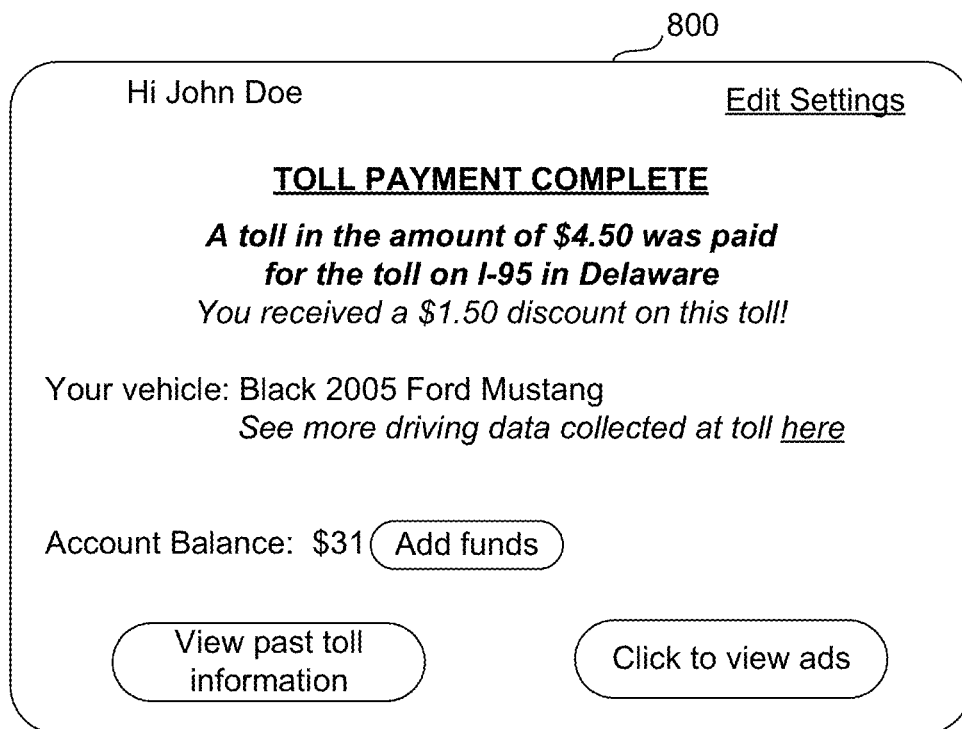 800
Hi John Doe
Edit Settings
TOLL PAYMENT COMPLETE
A toll in the amount of $4.50 was paid
for the toll on I-95 in Delaware
You received a $1.50 discount on this toll!
Your vehicle: Black 2005 Ford Mustang
See more driving data collected at toll here
Account Balance: $31 Add funds
View past toll
information
Click to view ads